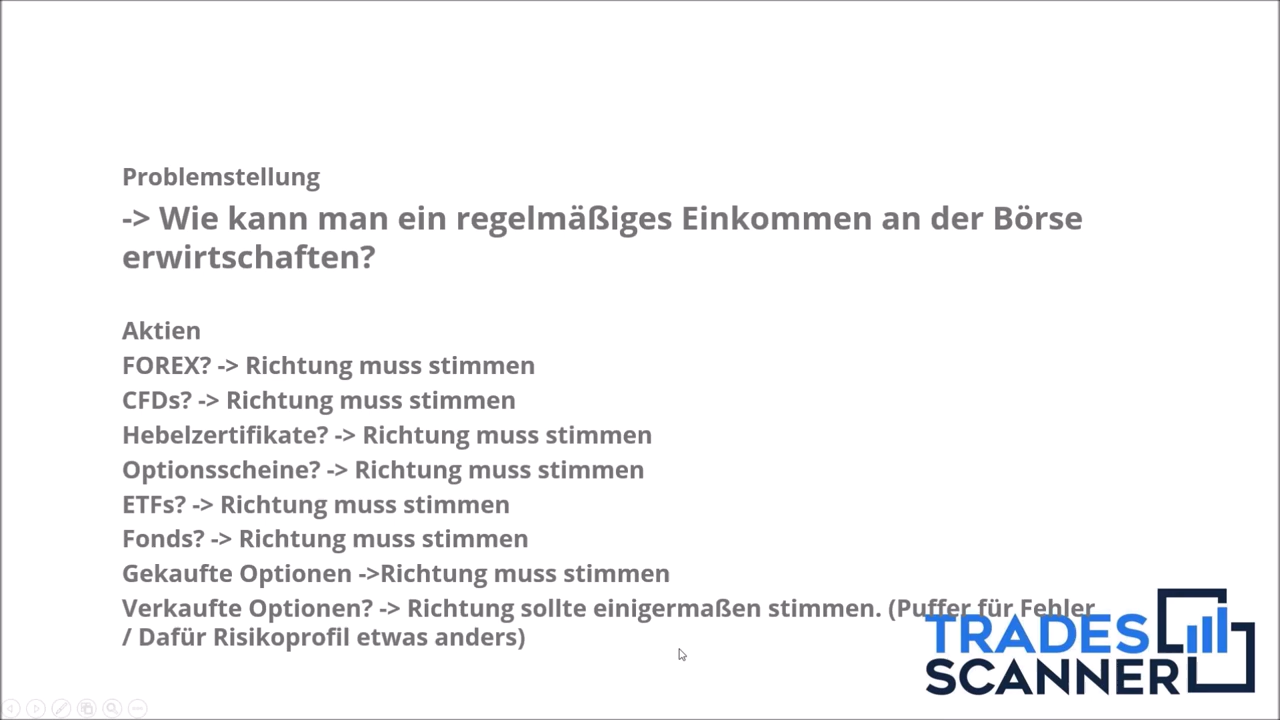 Problemstellung
-> Wie kann man ein regelmäßiges Einkommen an der Börse
erwirtschaften?
Aktien
FOREX? -> Richtung muss stimmen
CFDs? -> Richtung muss stimmen
Hebelzertifikate? -> Richtung muss stimmen
Optionsscheine? -> Richtung muss stimmen
ETFs? -> Richtung muss stimmen
Fonds? -> Richtung muss stimmen
Gekaufte Optionen ->Richtung muss stimmen
Verkaufte Optionen? -> Richtung sollte einigermaßen stimmen. (Puffer für Fehler
/ Dafür Risikoprofil etwas anders)
TRADES
SCANNER